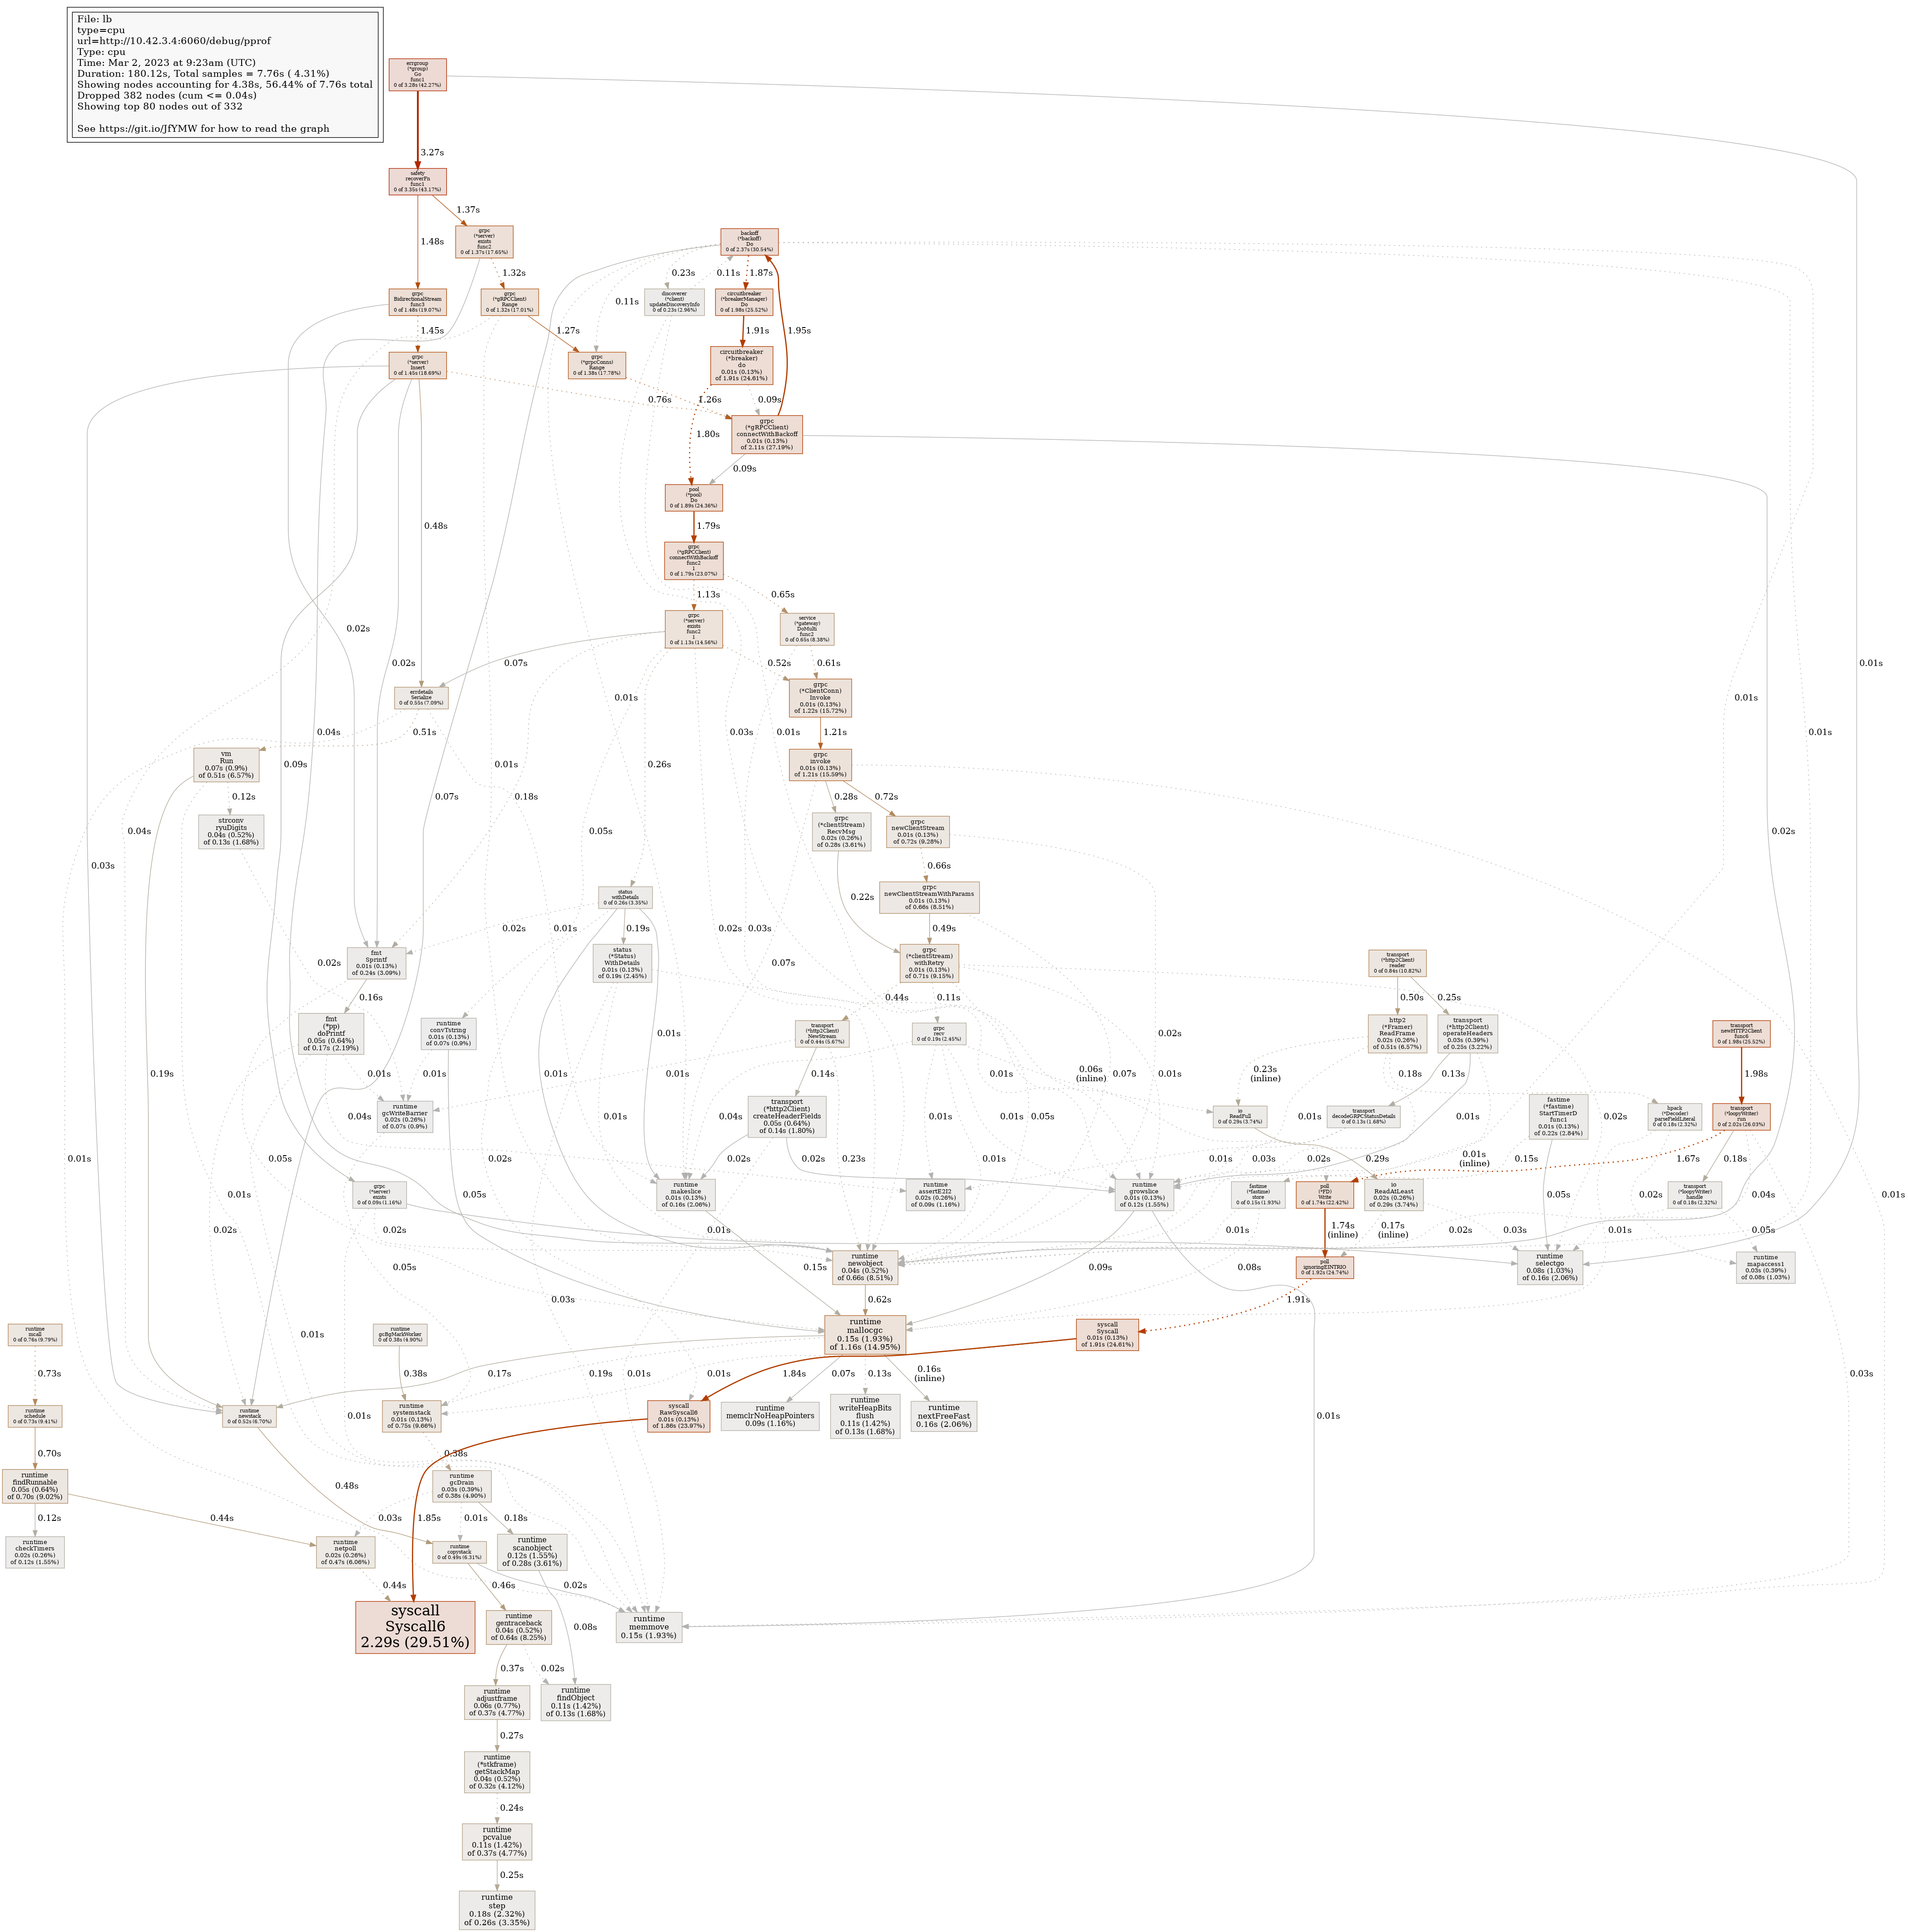 File: lb
type=cpu
url=http://10.42.3.4:6060/debug/pprof
Type: cpu
Time: Mar 2, 2023 at 9:23am (UTC)
Duration: 180.12s, Total samples = 7.76s ( 4.31%)
Showing nodes accounting for 4.38s, 56.44% of 7.76s total
Dropped 382 nodes (cum <= 0.04s)
Showing top 80 nodes out of 332
See https://git.io/JfYMW for how to read the graph
errgroup
(*group)
Go
func1
0 of 3.28s (42.27%)
3.27s
safety
recoverFn
func1
0 of 3.35s (43.17%)
1.37s
1.48s
grpc
(*server)
exists
func2
0 of 1.37s (17.65%)
backoff
(*backoff)
Do
0 of 2.37s (30.54%)
1.32s
0.23s
0.11s
1.87s
grpc
BidirectionalStream
func3
0 of 1.48s (19.07%)
grpc
(*gRPCClient)
Range
0 of 1.32s (17.01%)
discoverer
(*client)
updateDiscoveryInfo
0 of 0.23s (2.96%)
circuitbreaker
(*breakerManager)
Do
0 of 1.98s (25.52%)
0.11s
1.45s
1.27s
1.91s
1.95s
grpc
(*server)
Insert
0 of 1.45s (18.69%)
grpc
(*grpcConns)
Range
0 of 1.38s (17.78%)
circuitbreaker
(*breaker)
do
0.01s (0.13%)
of 1.91s (24.61%)
0.76s
1.26s
0.09s
grpc
(*gRPCClient)
connectWithBackoff
0.01s (0.13%)
of 2.11s (27.19%)
1.80s
0.09s
pool
(*pool)
Do
0 of 1.89s (24.36%)
0.48s
1.79s
0.02s
grpc
(*gRPCClient)
connectWithBackoff
func2
1
0 of 1.79s (23.07%)
1.13s
0.65s
0.02s
grpc
(*server)
exists
func2
1
0 of 1.13s (14.56%)
service
(*gateway)
DoMulti
func2
0 of 0.65s (8.38%)
0.02s
0.07s
0.52s
0.61s
0.01s
errdetails
Serialize
0 of 0.55s (7.09%)
grpc
(*ClientConn)
Invoke
0.01s (0.13%)
of 1.22s (15.72%)
0.01s
0.01s
0.04s
0.51s
0.03s
0.01s
1.21s
0.01s
vm
Run
0.07s (0.9%)
of 0.51s (6.57%)
grpc
invoke
0.01s (0.13%)
of 1.21s (15.59%)
0.09s
0.01s
0.26s
0.12s
0.18s
0.07s
0.28s
0.72s
strconv
ryuDigits
0.04s (0.52%)
of 0.13s (1.68%)
grpc
(*clientStream)
RecvMsg
0.02s (0.26%)
of 0.28s (3.61%)
grpc
newClientStream
0.01s (0.13%)
of 0.72s (9.28%)
0.04s
0.05s
0.03s
0.66s
status
withDetails
0 of 0.26s (3.35%)
grpc
newClientStreamWithParams
0.01s (0.13%)
of 0.66s (8.51%)
0.22s
0.02s
0.01s
0.19s
0.02s
0.03s
0.49s
fmt
Sprintf
0.01s (0.13%)
of 0.24s (3.09%)
status
(*Status)
WithDetails
0.01s (0.13%)
of 0.19s (2.45%)
grpc
(*clientStream)
withRetry
0.01s (0.13%)
of 0.71s (9.15%)
transport
(*http2Client)
reader
0 of 0.84s (10.82%)
0.02s
0.07s
0.16s
0.44s
0.11s
0.50s
0.25s
fmt
(*pp)
doPrintf
0.05s (0.64%)
of 0.17s (2.19%)
runtime
convTstring
0.01s (0.13%)
of 0.07s (0.9%)
transport
(*http2Client)
NewStream
0 of 0.44s (5.67%)
grpc
recv
0 of 0.19s (2.45%)
http2
(*Framer)
ReadFrame
0.02s (0.26%)
of 0.51s (6.57%)
transport
(*http2Client)
operateHeaders
0.03s (0.39%)
of 0.25s (3.22%)
transport
newHTTP2Client
func6
0 of 1.98s (25.52%)
0.01s
0.02s
0.19s
0.01s
0.01s
0.01s
0.01s
0.14s
0.01s
0.06s
(inline)
0.07s
0.01s
0.23s
(inline)
0.18s
0.13s
1.98s
runtime
gcWriteBarrier
0.02s (0.26%)
of 0.07s (0.9%)
transport
(*http2Client)
createHeaderFields
0.05s (0.64%)
of 0.14s (1.80%)
io
ReadFull
0 of 0.29s (3.74%)
transport
decodeGRPCStatusDetails
0 of 0.13s (1.68%)
fastime
(*fastime)
StartTimerD
func1
0.01s (0.13%)
of 0.22s (2.84%)
hpack
(*Decoder)
parseFieldLiteral
0 of 0.18s (2.32%)
transport
(*loopyWriter)
run
0 of 2.02s (26.03%)
0.04s
0.01s
0.04s
0.01s
0.01s
0.05s
0.01s
0.01s
0.02s
0.01s
0.05s
0.02s
0.02s
0.02s
0.23s
0.01s
0.01s
0.03s
0.02s
0.29s
0.01s
(inline)
0.15s
1.67s
0.18s
grpc
(*server)
exists
0 of 0.09s (1.16%)
runtime
makeslice
0.01s (0.13%)
of 0.16s (2.06%)
runtime
assertE2I2
0.02s (0.26%)
of 0.09s (1.16%)
runtime
growslice
0.01s (0.13%)
of 0.12s (1.55%)
fastime
(*fastime)
store
0 of 0.15s (1.93%)
poll
(*FD)
Write
0 of 1.74s (22.42%)
io
ReadAtLeast
0.02s (0.26%)
of 0.29s (3.74%)
transport
(*loopyWriter)
handle
0 of 0.18s (2.32%)
0.01s
0.05s
0.05s
0.02s
0.04s
0.01s
0.02s
0.02s
0.01s
0.01s
1.74s
(inline)
0.17s
(inline)
0.02s
0.03s
0.01s
0.05s
runtime
newobject
0.04s (0.52%)
of 0.66s (8.51%)
poll
ignoringEINTRIO
0 of 1.92s (24.74%)
runtime
selectgo
0.08s (1.03%)
of 0.16s (2.06%)
runtime
mapaccess1
0.03s (0.39%)
of 0.08s (1.03%)
0.05s
0.15s
0.09s
0.08s
0.03s
0.62s
1.91s
runtime
mcall
0 of 0.76s (9.79%)
0.01s
runtime
gcBgMarkWorker
0 of 0.38s (4.90%)
runtime
mallocgc
0.15s (1.93%)
of 1.16s (14.95%)
syscall
Syscall
0.01s (0.13%)
of 1.91s (24.61%)
0.73s
0.38s
0.17s
0.19s
0.01s
0.01s
1.84s
0.07s
0.13s
0.16s
(inline)
0.03s
runtime
schedule
0 of 0.73s (9.41%)
runtime
newstack
0 of 0.52s (6.70%)
0.01s
runtime
systemstack
0.01s (0.13%)
of 0.75s (9.66%)
syscall
RawSyscall6
0.01s (0.13%)
of 1.86s (23.97%)
runtime
memclrNoHeapPointers
0.09s (1.16%)
runtime
writeHeapBits
flush
0.11s (1.42%)
of 0.13s (1.68%)
runtime
nextFreeFast
0.16s (2.06%)
0.01s
0.70s
0.38s
runtime
findRunnable
0.05s (0.64%)
of 0.70s (9.02%)
0.48s
runtime
gcDrain
0.03s (0.39%)
of 0.38s (4.90%)
0.12s
0.44s
0.03s
1.85s
0.01s
0.18s
runtime
checkTimers
0.02s (0.26%)
of 0.12s (1.55%)
runtime
netpoll
0.02s (0.26%)
of 0.47s (6.06%)
runtime
copystack
0 of 0.49s (6.31%)
runtime
scanobject
0.12s (1.55%)
of 0.28s (3.61%)
0.44s
0.46s
0.02s
syscall
Syscall6
2.29s (29.51%)
runtime
gentraceback
0.04s (0.52%)
of 0.64s (8.25%)
0.08s
runtime
memmove
0.15s (1.93%)
0.37s
0.02s
runtime
adjustframe
0.06s (0.77%)
of 0.37s (4.77%)
runtime
findObject
0.11s (1.42%)
of 0.13s (1.68%)
0.27s
runtime
(*stkframe)
getStackMap
0.04s (0.52%)
of 0.32s (4.12%)
0.24s
runtime
pcvalue
0.11s (1.42%)
of 0.37s (4.77%)
0.25s
runtime
step
0.18s (2.32%)
of 0.26s (3.35%)